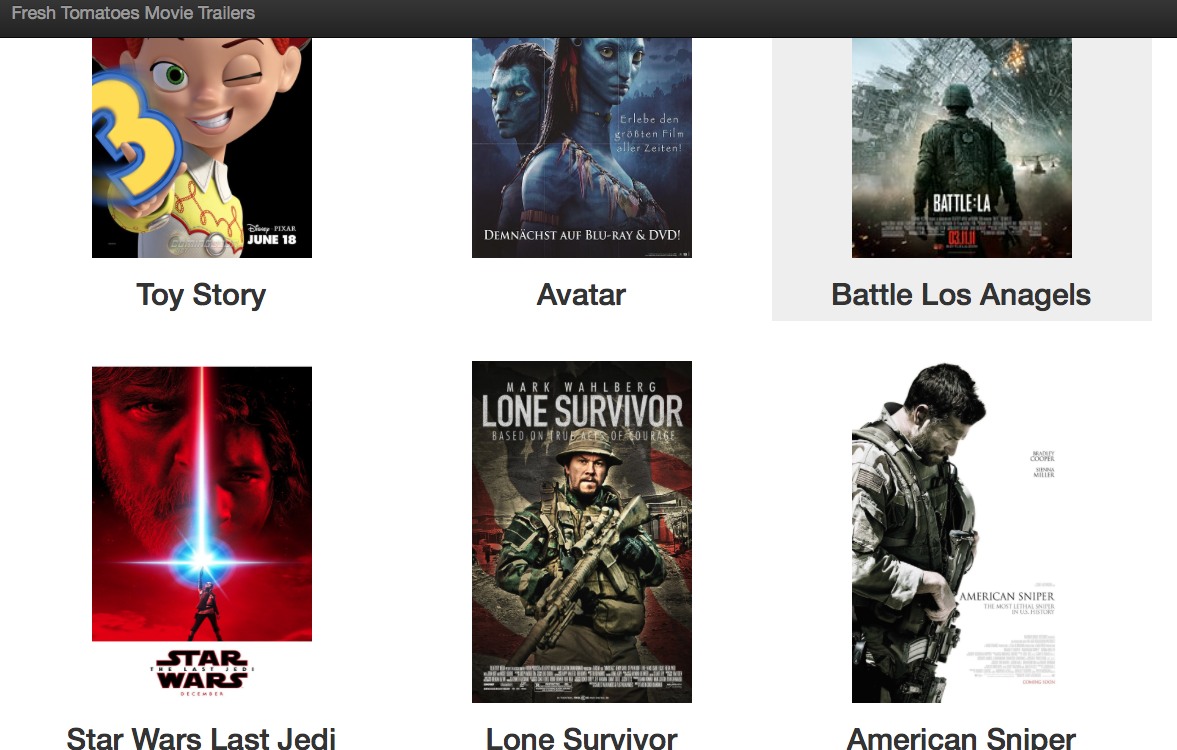 Fresh Tomatoes Movie Trailers
3
Disney · PIXAR
JUNE 18
Erlebe den
größten Film
aller Zeiten!
DEMNÄCHST AUF BLU-RAY & DVD!
BATTLE:LA
03.11.11
Toy Story
Avatar
Battle Los Anagels
STAR
THE LAST JEDI
WARS
DECEMBER
MARK WAHLBERG
LONE SURVIVOR
BASED ON TRUE ACTS OF COURAGE
BRADLEY
COOPER
SIENNA
MILLER
AMERICAN SNIPER
THE MOST LETHAL SNIPER
IN U.S. HISTORY
COMING SOON
Star Wars Last Jedi
Lone Survivor
American Sniper